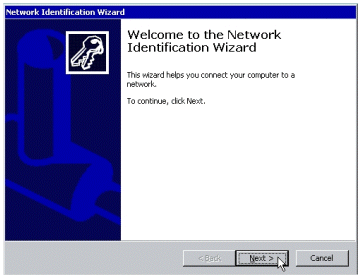 Network Identification Wizard
Welcome to the Network
Identification Wizard
This wizard helps you connect your computer to a
network.
To continue, click Next.
< Back
Next >
Cancel